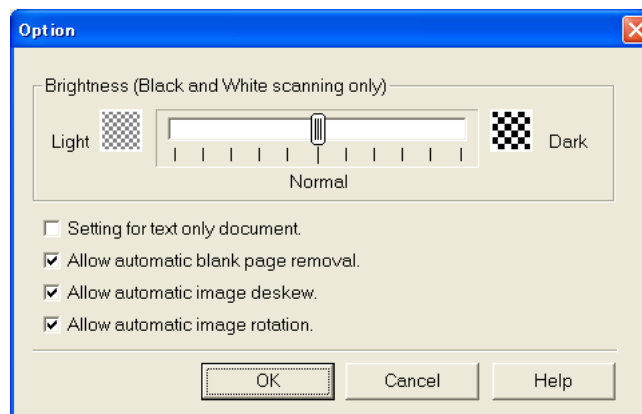 Option
Brightness (Black and White scanning only)
Light
Dark
Normal
Setting for text only document.
Allow automatic blank page removal.
Allow automatic image deskew.
Allow automatic image rotation.
OK Cancel Help